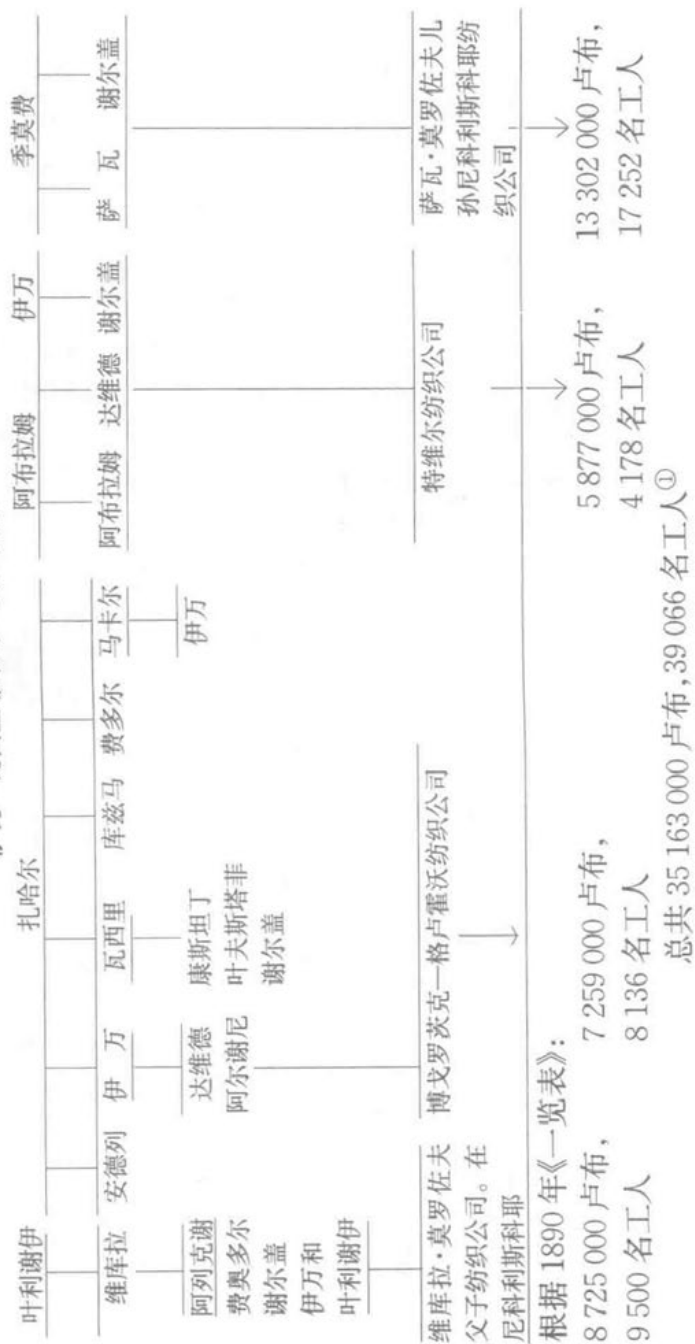 叶利谢伊 扎哈尔 阿布拉姆 伊万 季莫费
维库拉 安德列 伊万 瓦西里 库兹马 费多尔 马卡尔 阿布拉姆 达维德 谢尔盖 萨瓦 谢尔盖
阿列克谢 达维德 康斯坦丁 伊万
费奥多尔 阿尔谢尼 叶夫斯塔菲
谢尔盖 谢尔盖
伊万和
叶利谢伊
维库拉·莫罗佐夫 博戈罗茨克—格卢霍沃纺织公司 特维尔纺织公司 萨瓦·莫罗佐夫儿
父子纺织公司。在 孙尼科利斯科耶纺
尼科利斯科耶 织公司
根据1890年《一览表》:
8 725 000 卢布, 7 259 000 卢布, 5 877 000 卢布, 13 302 000 卢布,
9 500 名工人 8 136 名工人 4 178 名工人 17 252 名工人
总共 35 163 000 卢布,39 066 名工人①